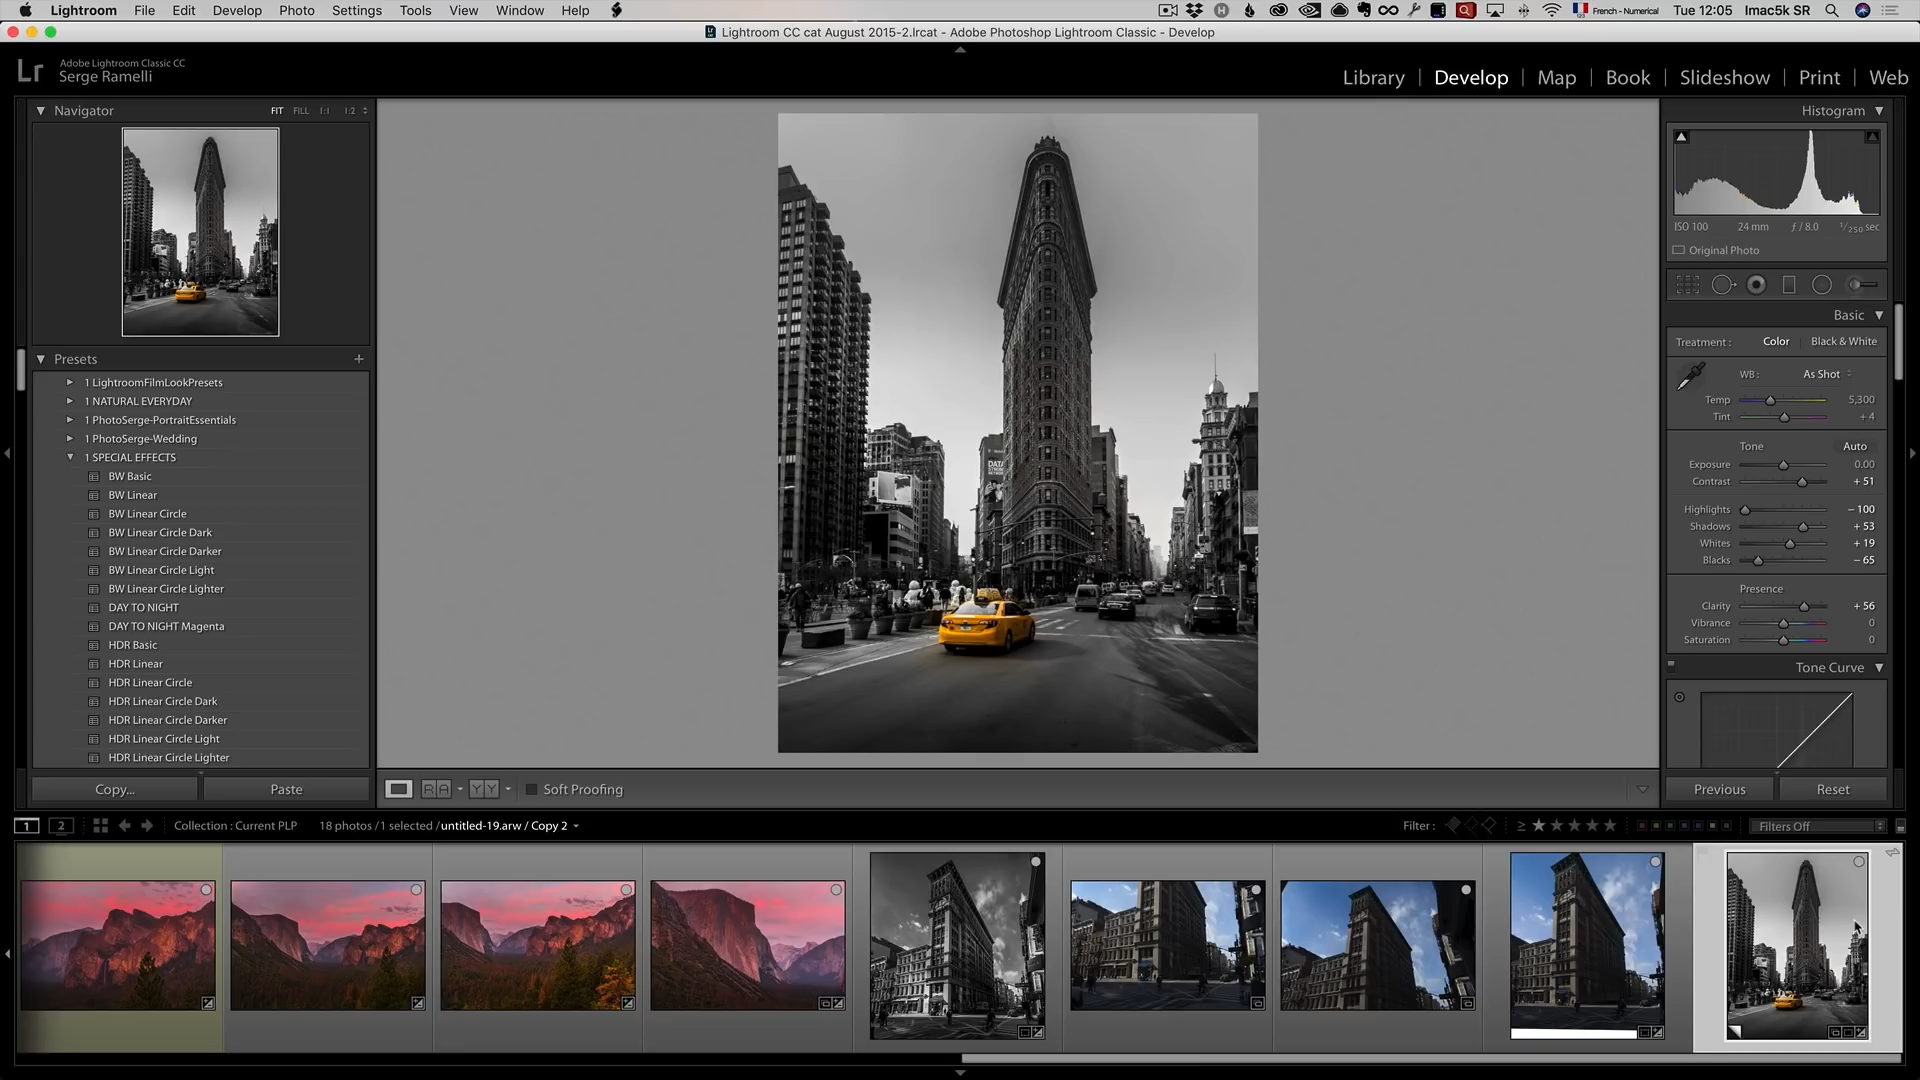 Lightroom File Edit Develop Photo Settings Tools View Window Help
French - Numerical Tue 12:05 Imac5k SR
Lightroom CC cat August 2015-2.lrcat - Adobe Photoshop Lightroom Classic - Develop
Lr Adobe Lightroom Classic CC
Serge Ramelli
Library | Develop | Map | Book | Slideshow | Print | Web
Navigator FIT FILL 1:1 1:2
Presets +
1 LightroomFilmLookPresets
1 NATURAL EVERYDAY
1 PhotoSerge-PortraitEssentials
1 PhotoSerge-Wedding
1 SPECIAL EFFECTS
BW Basic
BW Linear
BW Linear Circle
BW Linear Circle Dark
BW Linear Circle Darker
BW Linear Circle Light
BW Linear Circle Lighter
DAY TO NIGHT
DAY TO NIGHT Magenta
HDR Basic
HDR Linear
HDR Linear Circle
HDR Linear Circle Dark
HDR Linear Circle Darker
HDR Linear Circle Light
HDR Linear Circle Lighter
Copy... Paste
DATA
Histogram
ISO 100 24 mm ƒ / 8.0 1/250 sec
Original Photo
Basic
Treatment : Color | Black & White
WB : As Shot
Temp 5,300
Tint + 4
Tone Auto
Exposure 0.00
Contrast + 51
Highlights − 100
Shadows + 53
Whites + 19
Blacks − 65
Presence
Clarity + 56
Vibrance 0
Saturation 0
Tone Curve
Previous Reset
R A Y Y Soft Proofing
1 2 Collection : Current PLP 18 photos / 1 selected / untitled-19.arw / Copy 2
Filter : ≥ Filters Off